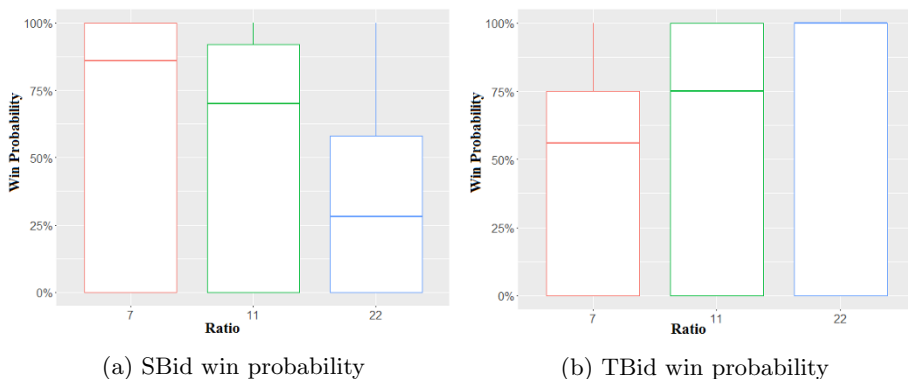 100%
75%
50%
25%
0%
Win Probability
7
11
22
Ratio
(a) SBid win probability
100%
75%
50%
25%
0%
Win Probability
7
11
22
Ratio
(b) TBid win probability